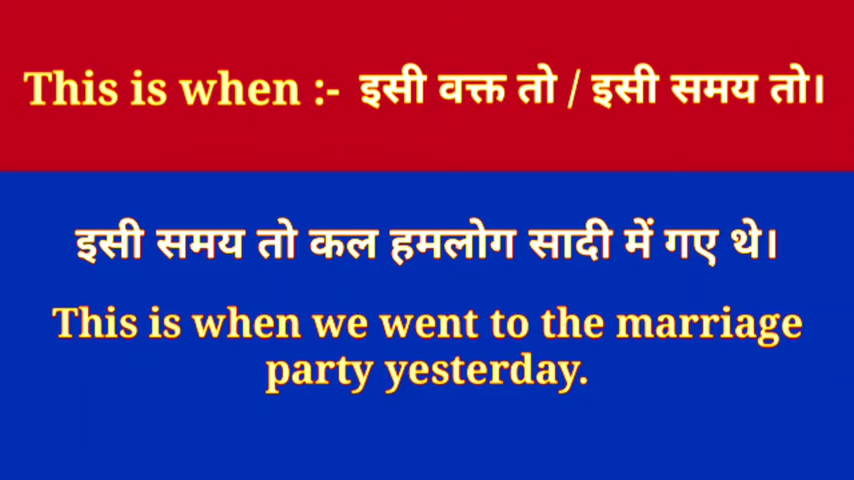 This is when :- इसी वक्त तो / इसी समय तो।
इसी समय तो कल हमलोग सादी में गए थे।
This is when we went to the marriage
party yesterday.